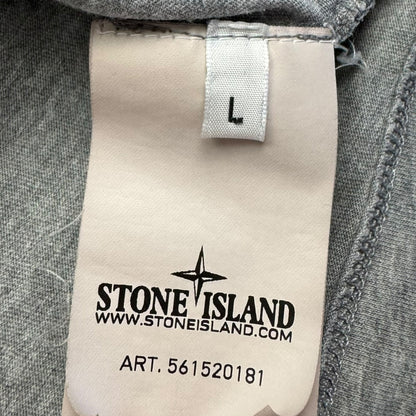 L
STONE ISLAND
WWW.STONEISLAND.COM
ART. 561520181